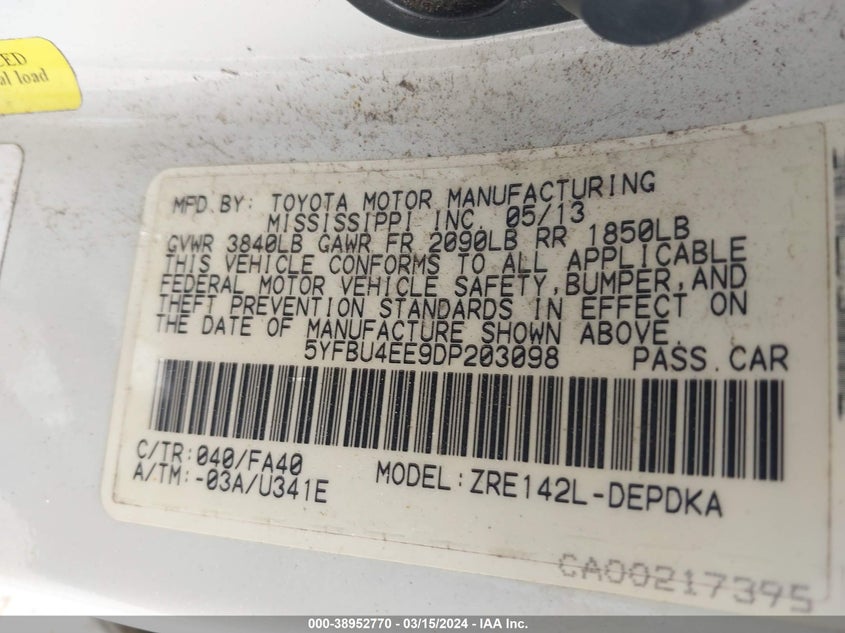 ED
al load
MFD.BY: TOYOTA MOTOR MANUFACTURING
MISSISSIPPI INC. 05/13
GVWR 3840LB GAWR FR 2090LB RR 1850LB
THIS VEHICLE CONFORMS TO ALL APPLICABLE
FEDERAL MOTOR VEHICLE SAFETY,BUMPER,AND
THEFT PREVENTION STANDARDS IN EFFECT ON
THE DATE OF MANUFACTURE SHOWN ABOVE.
5YFBU4EE9DP203098 PASS.CAR
C/TR:040/FA40
A/TM:-03A/U341E
MODEL:ZRE142L-DEPDKA
CA00217395
000-38952770 - 03/15/2024 - IAA Inc.